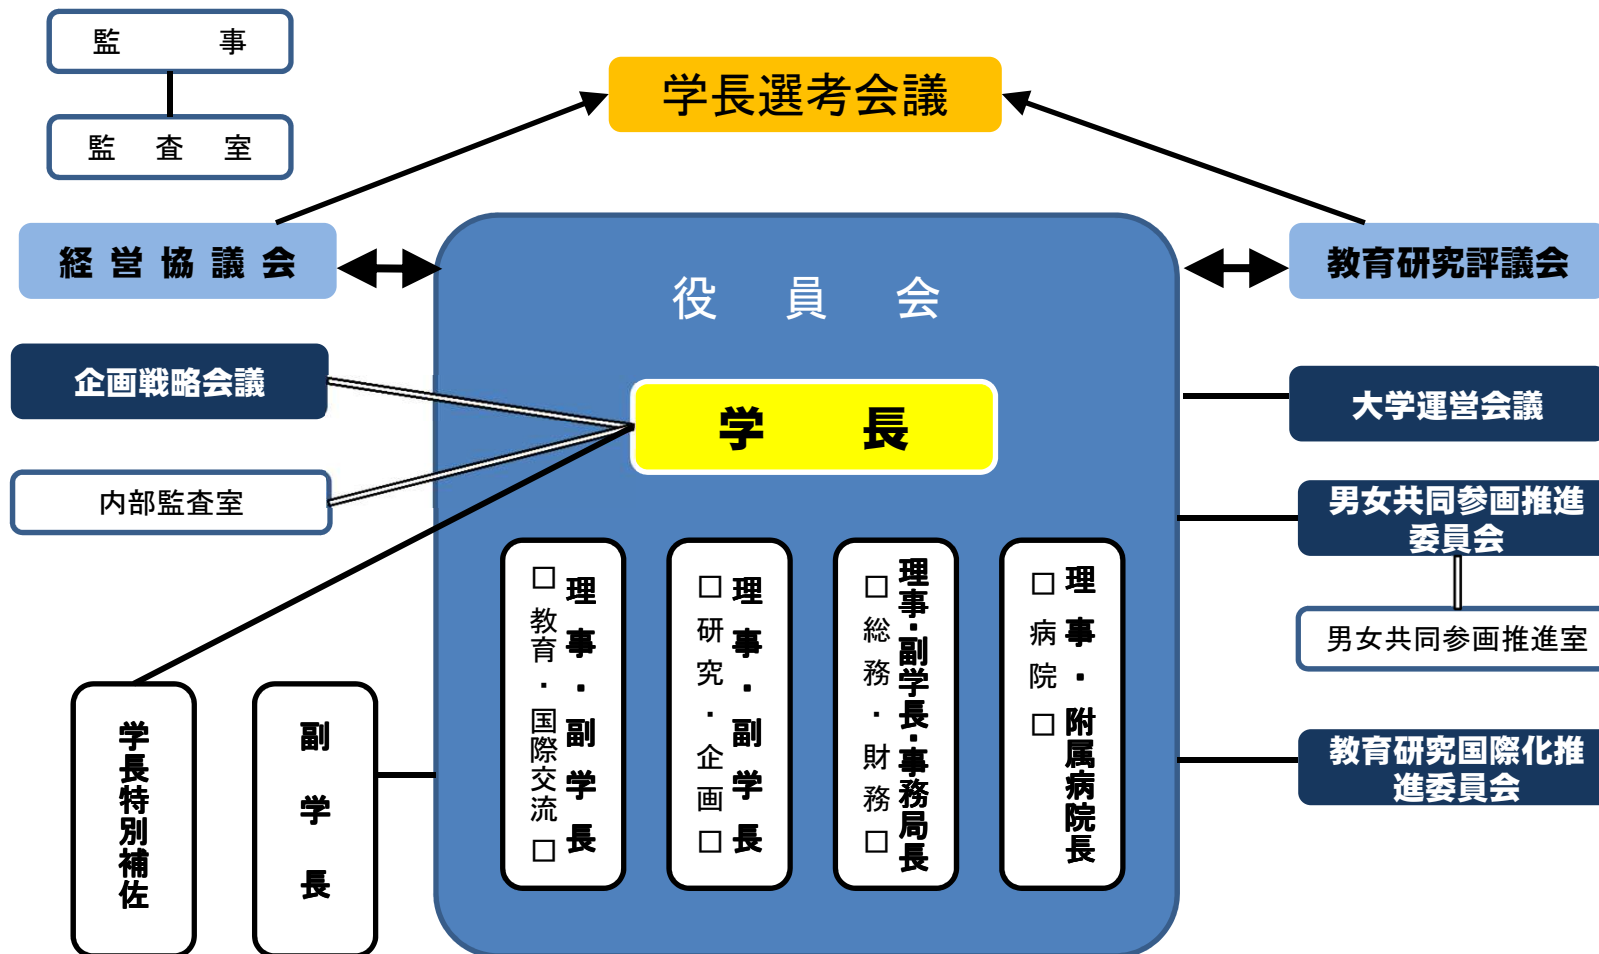 監 事
学長選考会議
監 査 室
経 営 協 議 会
役 員 会
教育研究評議会
企画戦略会議
学 長
大学運営会議
内部監査室
男女共同参画推進
委員会
男女共同参画推進室
理事・副学長
□教育・国際交流□
理事・副学長
□研究・企画□
理事・副学長・事務局長
□総務・財務□
理事・附属病院長
□病院□
学長特別補佐
副学長
教育研究国際化推
進委員会